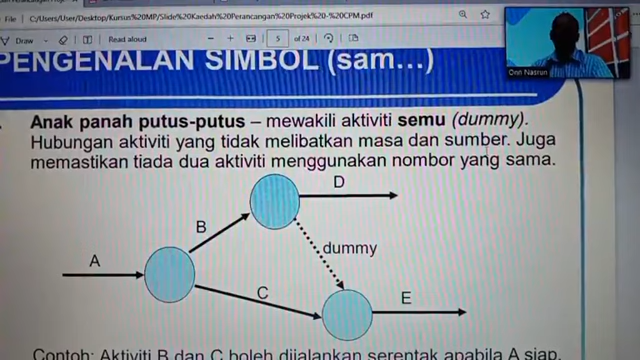 File C:/Users/User/Desktop/Kursus%20MP/Slide%20Kaedah%20Perancangan%20Projek%20-%20CPM.pdf
Draw Read aloud 5 of 24
PENGENALAN SIMBOL (sam...)
Onn Nasrun
Anak panah putus-putus – mewakili aktiviti semu (dummy).
Hubungan aktiviti yang tidak melibatkan masa dan sumber. Juga
memastikan tiada dua aktiviti menggunakan nombor yang sama.
D
B
dummy
A
C
E
Contoh: Aktiviti B dan C boleh dijalankan serentak apabila A siap.